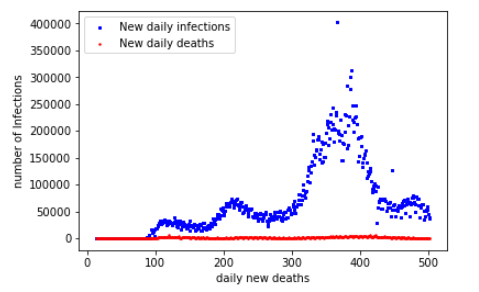 New daily infections
New daily deaths
400000
350000
300000
250000
200000
150000
100000
50000
0
number of Infections
0 100 200 300 400 500
daily new deaths